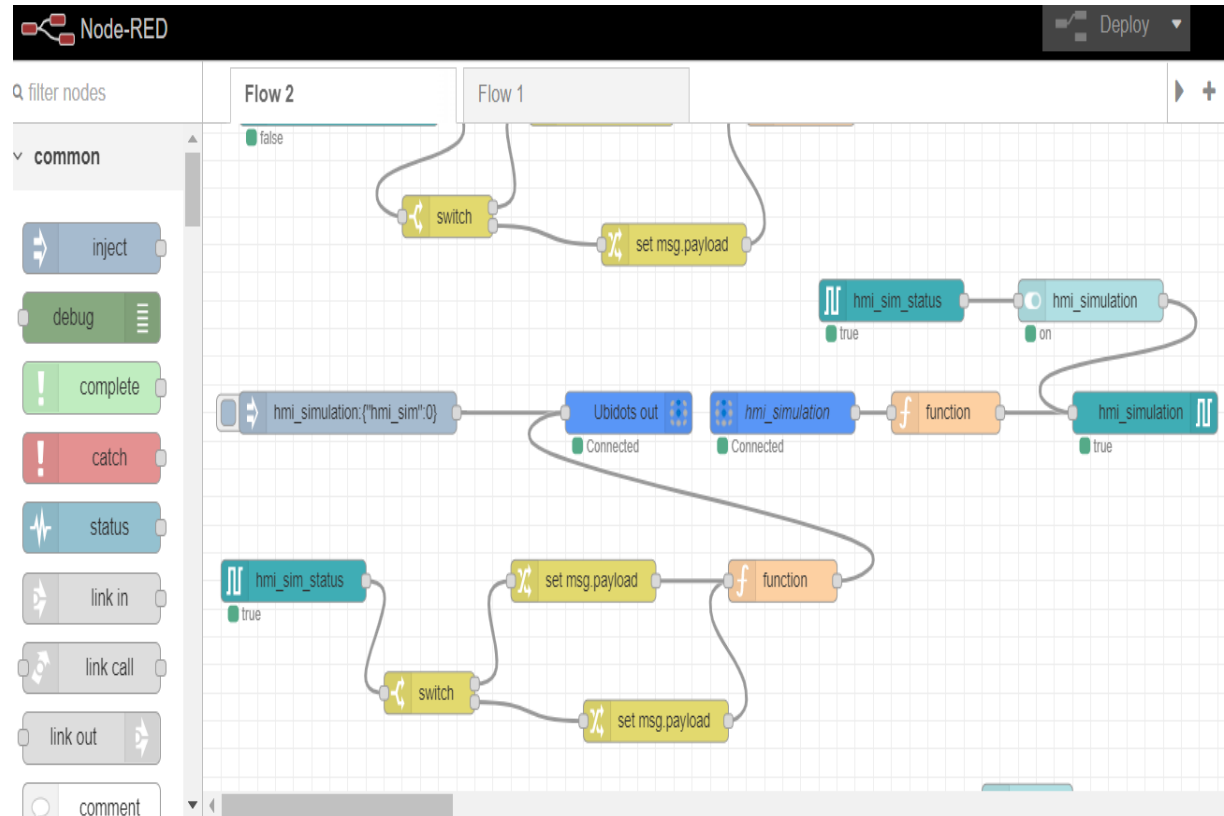 Node-RED
Deploy
filter nodes
Flow 2
Flow 1
common
inject
debug
complete
catch
status
link in
link call
link out
comment
false
switch
set msg.payload
hmi_sim_status
true
hmi_simulation
on
hmi_simulation:{"hmi_sim":0}
Ubidots out
Connected
hmi_simulation
Connected
function
hmi_simulation
true
hmi_sim_status
true
set msg.payload
function
switch
set msg.payload